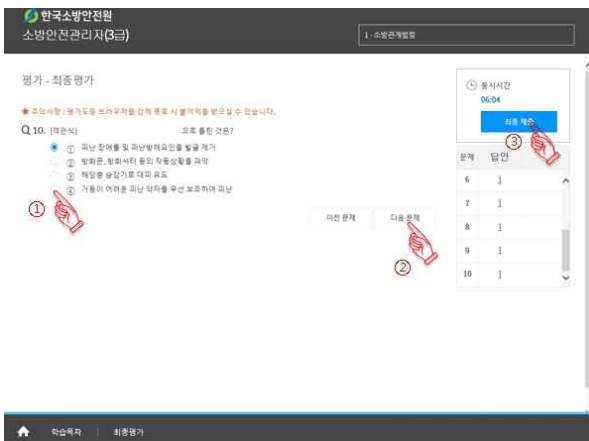 한국소방안전원
소방안전관리자(3급)
1 - 소방관계법령
평가 - 최종평가
★ 주의사항 : 평가도중 브라우저를 강제 종료 시 불이익을 받으실 수 있습니다.
Q 10. [객관식] 으로 틀린 것은?
① 피난 장애물 및 피난방해요인을 발굴 제거
② 방화문, 방화셔터 등의 작동상황을 파악
③ 해당층 승강기로 대피 유도
④ 거동이 어려운 피난 약자를 우선 보조하여 피난
①
이전 문제
다음 문제
②
응시시간
06:04
최종 제출
③
문제 답안
6 1
7 1
8 1
9 1
10 1
학습목차 | 최종평가